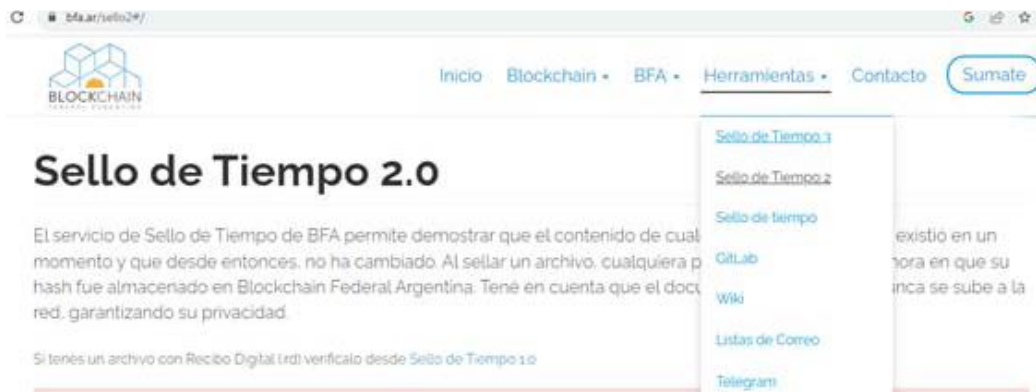 bfa.ar/sello2#/
BLOCKCHAIN
FEDERAL ARGENTINA
Inicio Blockchain BFA Herramientas Contacto Sumate
Sello de Tiempo 3
Sello de Tiempo 2
Sello de tiempo
GitLab
Wiki
Listas de Correo
Telegram
Sello de Tiempo 2.0
El servicio de Sello de Tiempo de BFA permite demostrar que el contenido de cual existió en un
momento y que desde entonces, no ha cambiado. Al sellar un archivo, cualquiera p hora en que su
hash fue almacenado en Blockchain Federal Argentina. Tené en cuenta que el docu unca se sube a la
red, garantizando su privacidad.
Si tenés un archivo con Recibo Digital (.rd) verificalo desde Sello de Tiempo 1.0